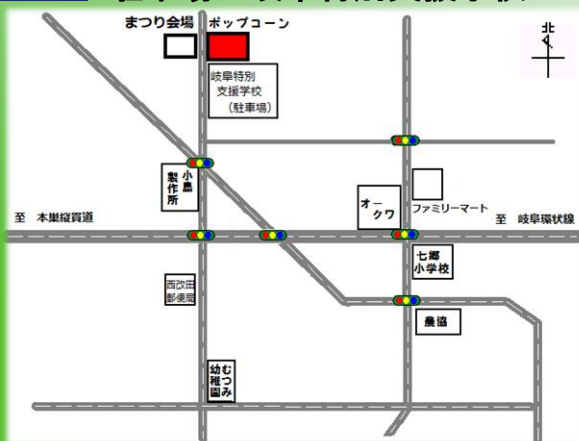 まつり会場
ポップコーン
北
岐阜特別
支援学校
(駐車場)
小島
製作所
オー
クワ
ファミリーマート
至 本巣縦貫道
至 岐阜環状線
七郷
小学校
西改田
郵便局
農協
むつみ
幼稚園